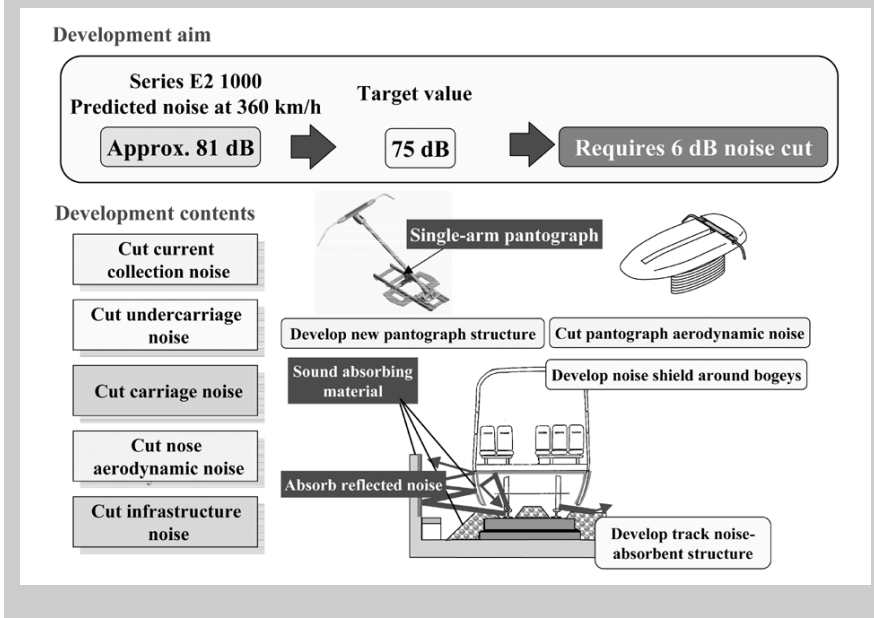 Development aim
Series E2 1000
Predicted noise at 360 km/h
Approx. 81 dB
Target value
75 dB
Requires 6 dB noise cut
Development contents
Cut current
collection noise
Cut undercarriage
noise
Cut carriage noise
Cut nose
aerodynamic noise
Cut infrastructure
noise
Single-arm pantograph
Develop new pantograph structure
Cut pantograph aerodynamic noise
Sound absorbing
material
Develop noise shield around bogeys
Absorb reflected noise
Develop track noise-
absorbent structure